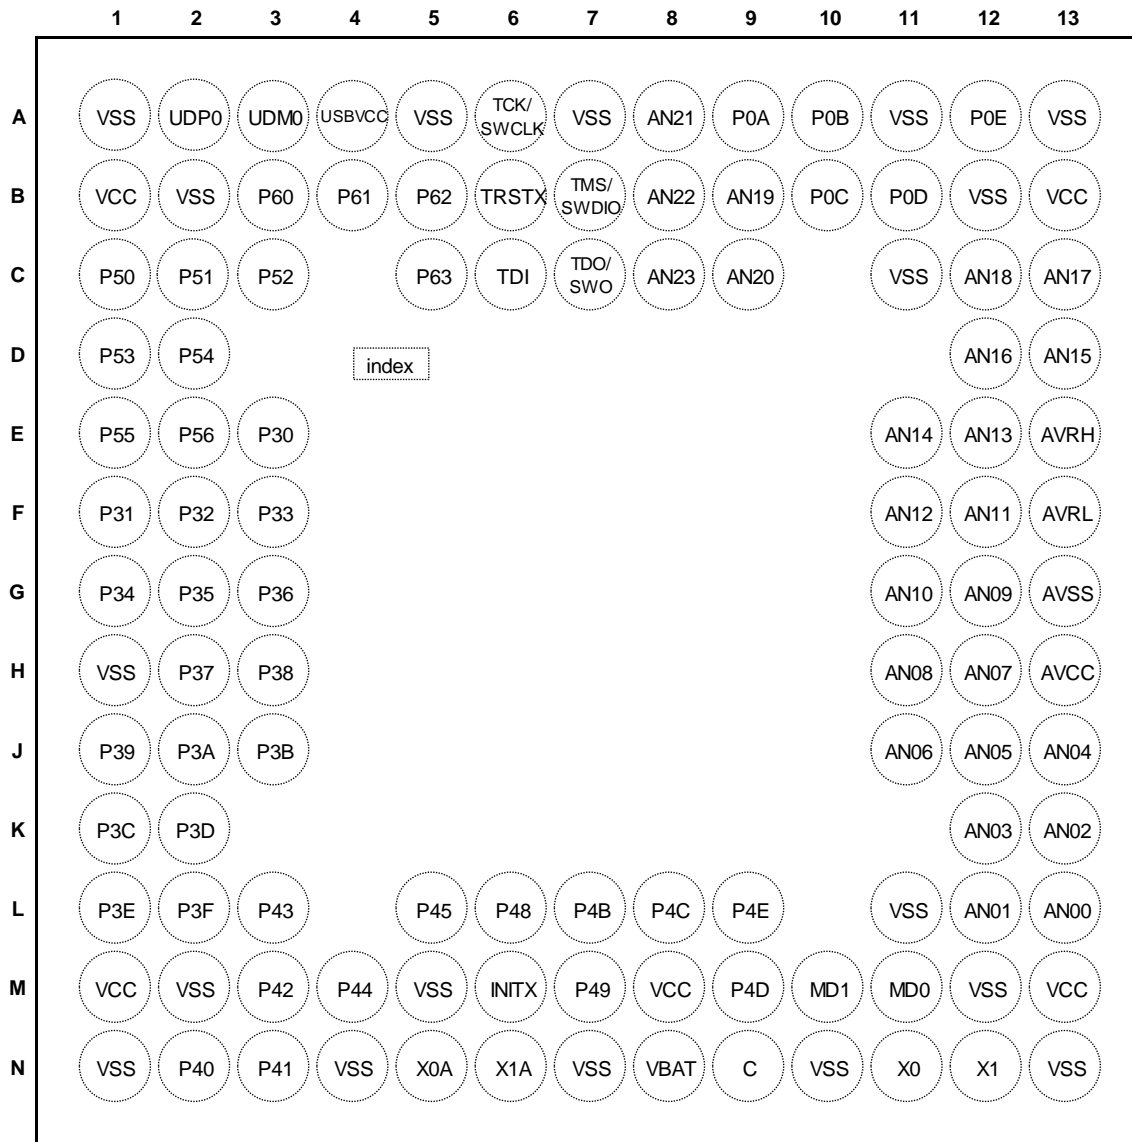 1 2 3 4 5 6 7 8 9 10 11 12 13
A VSS UDP0 UDM0 USBVCC VSS TCK/ SWCLK VSS AN21 P0A P0B VSS P0E VSS
B VCC VSS P60 P61 P62 TRSTX TMS/ SWDIO AN22 AN19 P0C P0D VSS VCC
C P50 P51 P52 P63 TDI TDO/ SWO AN23 AN20 VSS AN18 AN17
D P53 P54 index AN16 AN15
E P55 P56 P30 AN14 AN13 AVRH
F P31 P32 P33 AN12 AN11 AVRL
G P34 P35 P36 AN10 AN09 AVSS
H VSS P37 P38 AN08 AN07 AVCC
J P39 P3A P3B AN06 AN05 AN04
K P3C P3D AN03 AN02
L P3E P3F P43 P45 P48 P4B P4C P4E VSS AN01 AN00
M VCC VSS P42 P44 VSS INITX P49 VCC P4D MD1 MD0 VSS VCC
N VSS P40 P41 VSS X0A X1A VSS VBAT C VSS X0 X1 VSS